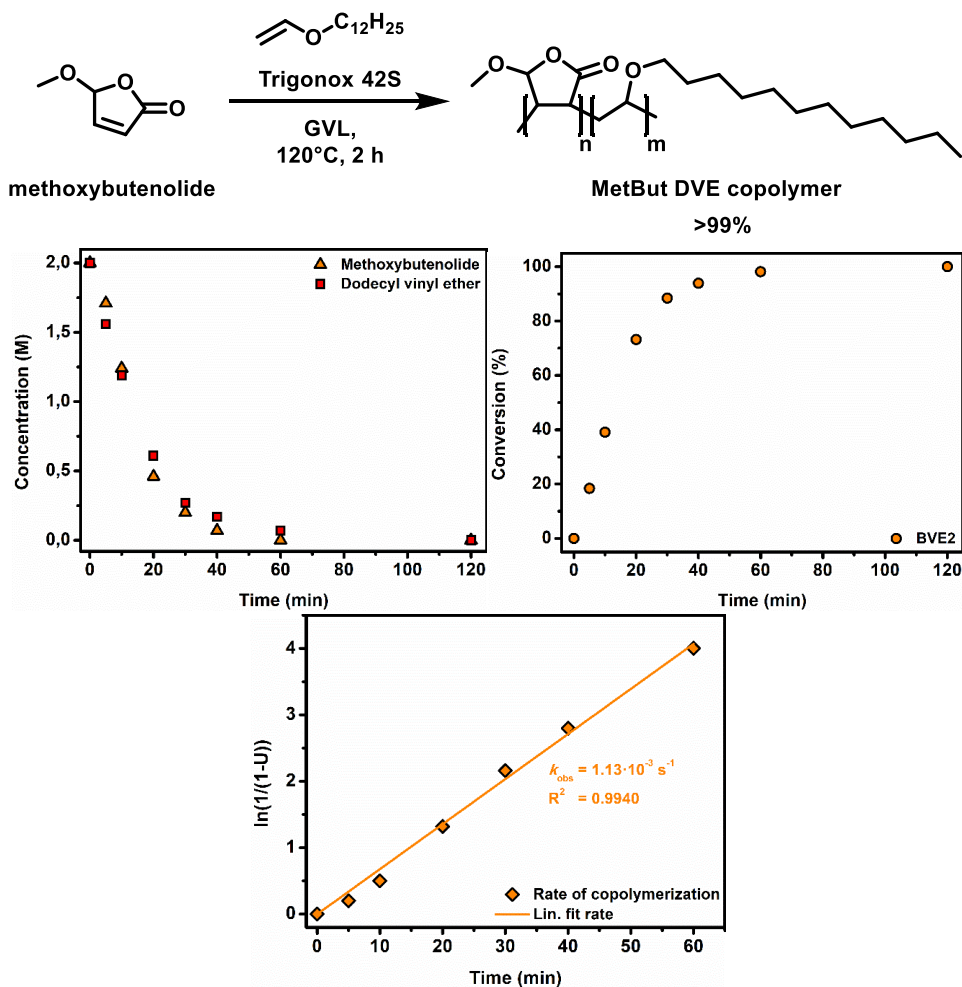 O C₁₂H₂₅
Trigonox 42S
GVL,
120°C, 2 h
O O O
methoxybutenolide
O O O O
n m
MetBut DVE copolymer
>99%
Concentration (M)
2,0
1,5
1,0
0,5
0,0
Methoxybutenolide
Dodecyl vinyl ether
0 20 40 60 80 100 120
Time (min)
Conversion (%)
100
80
60
40
20
0
BVE2
0 20 40 60 80 100 120
Time (min)
ln(1/(1-U))
4
3
2
1
0
k_obs = 1.13·10⁻³ s⁻¹
R² = 0.9940
Rate of copolymerization
Lin. fit rate
0 10 20 30 40 50 60
Time (min)